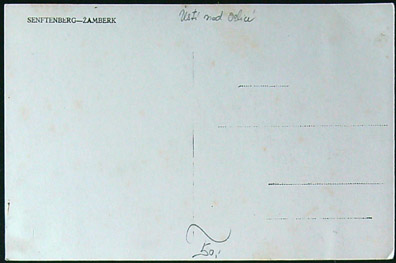 SENFTENBERG—ŽAMBERK
Ústí nad Orlicí
50,-